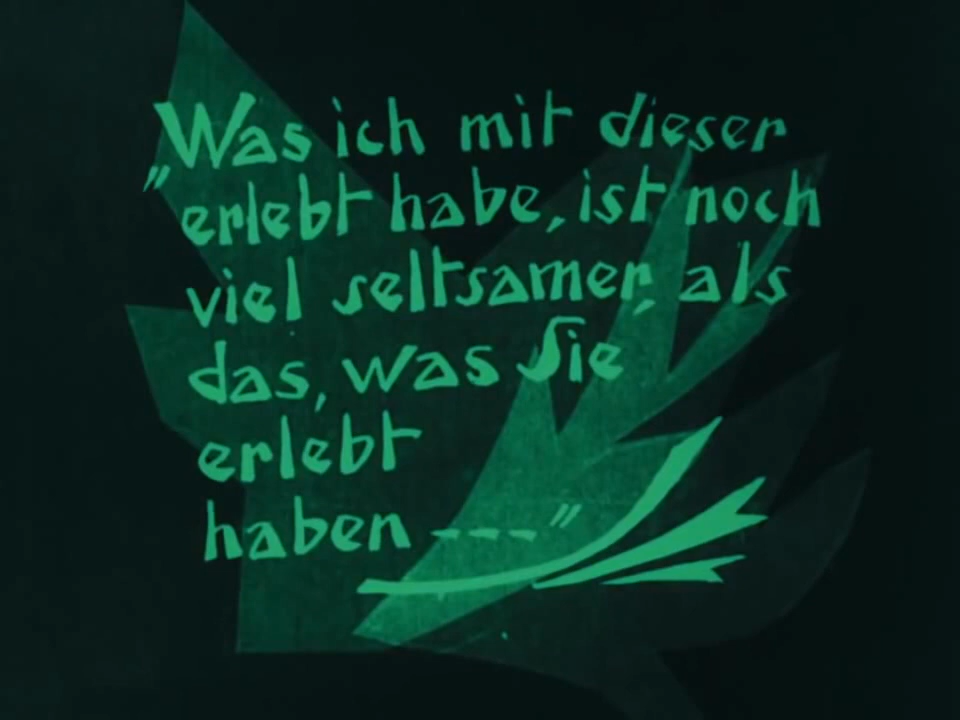 „Was ich mit dieser
erlebt habe, ist noch
viel seltsamer, als
das, was Sie
erlebt
haben ---"